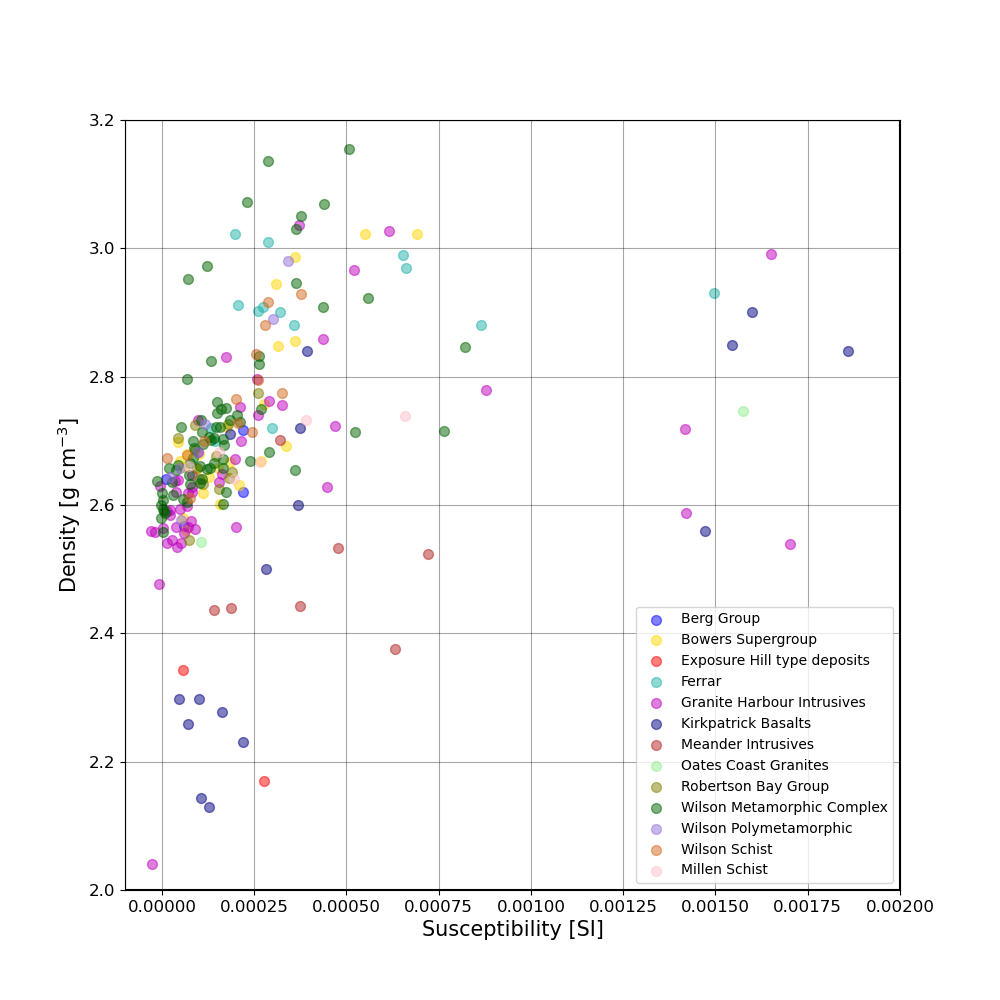 3.2
3.0
2.8
2.6
2.4
2.2
2.0
Density [g cm⁻³]
0.00000 0.00025 0.00050 0.00075 0.00100 0.00125 0.00150 0.00175 0.00200
Susceptibility [SI]
Berg Group
Bowers Supergroup
Exposure Hill type deposits
Ferrar
Granite Harbour Intrusives
Kirkpatrick Basalts
Meander Intrusives
Oates Coast Granites
Robertson Bay Group
Wilson Metamorphic Complex
Wilson Polymetamorphic
Wilson Schist
Millen Schist